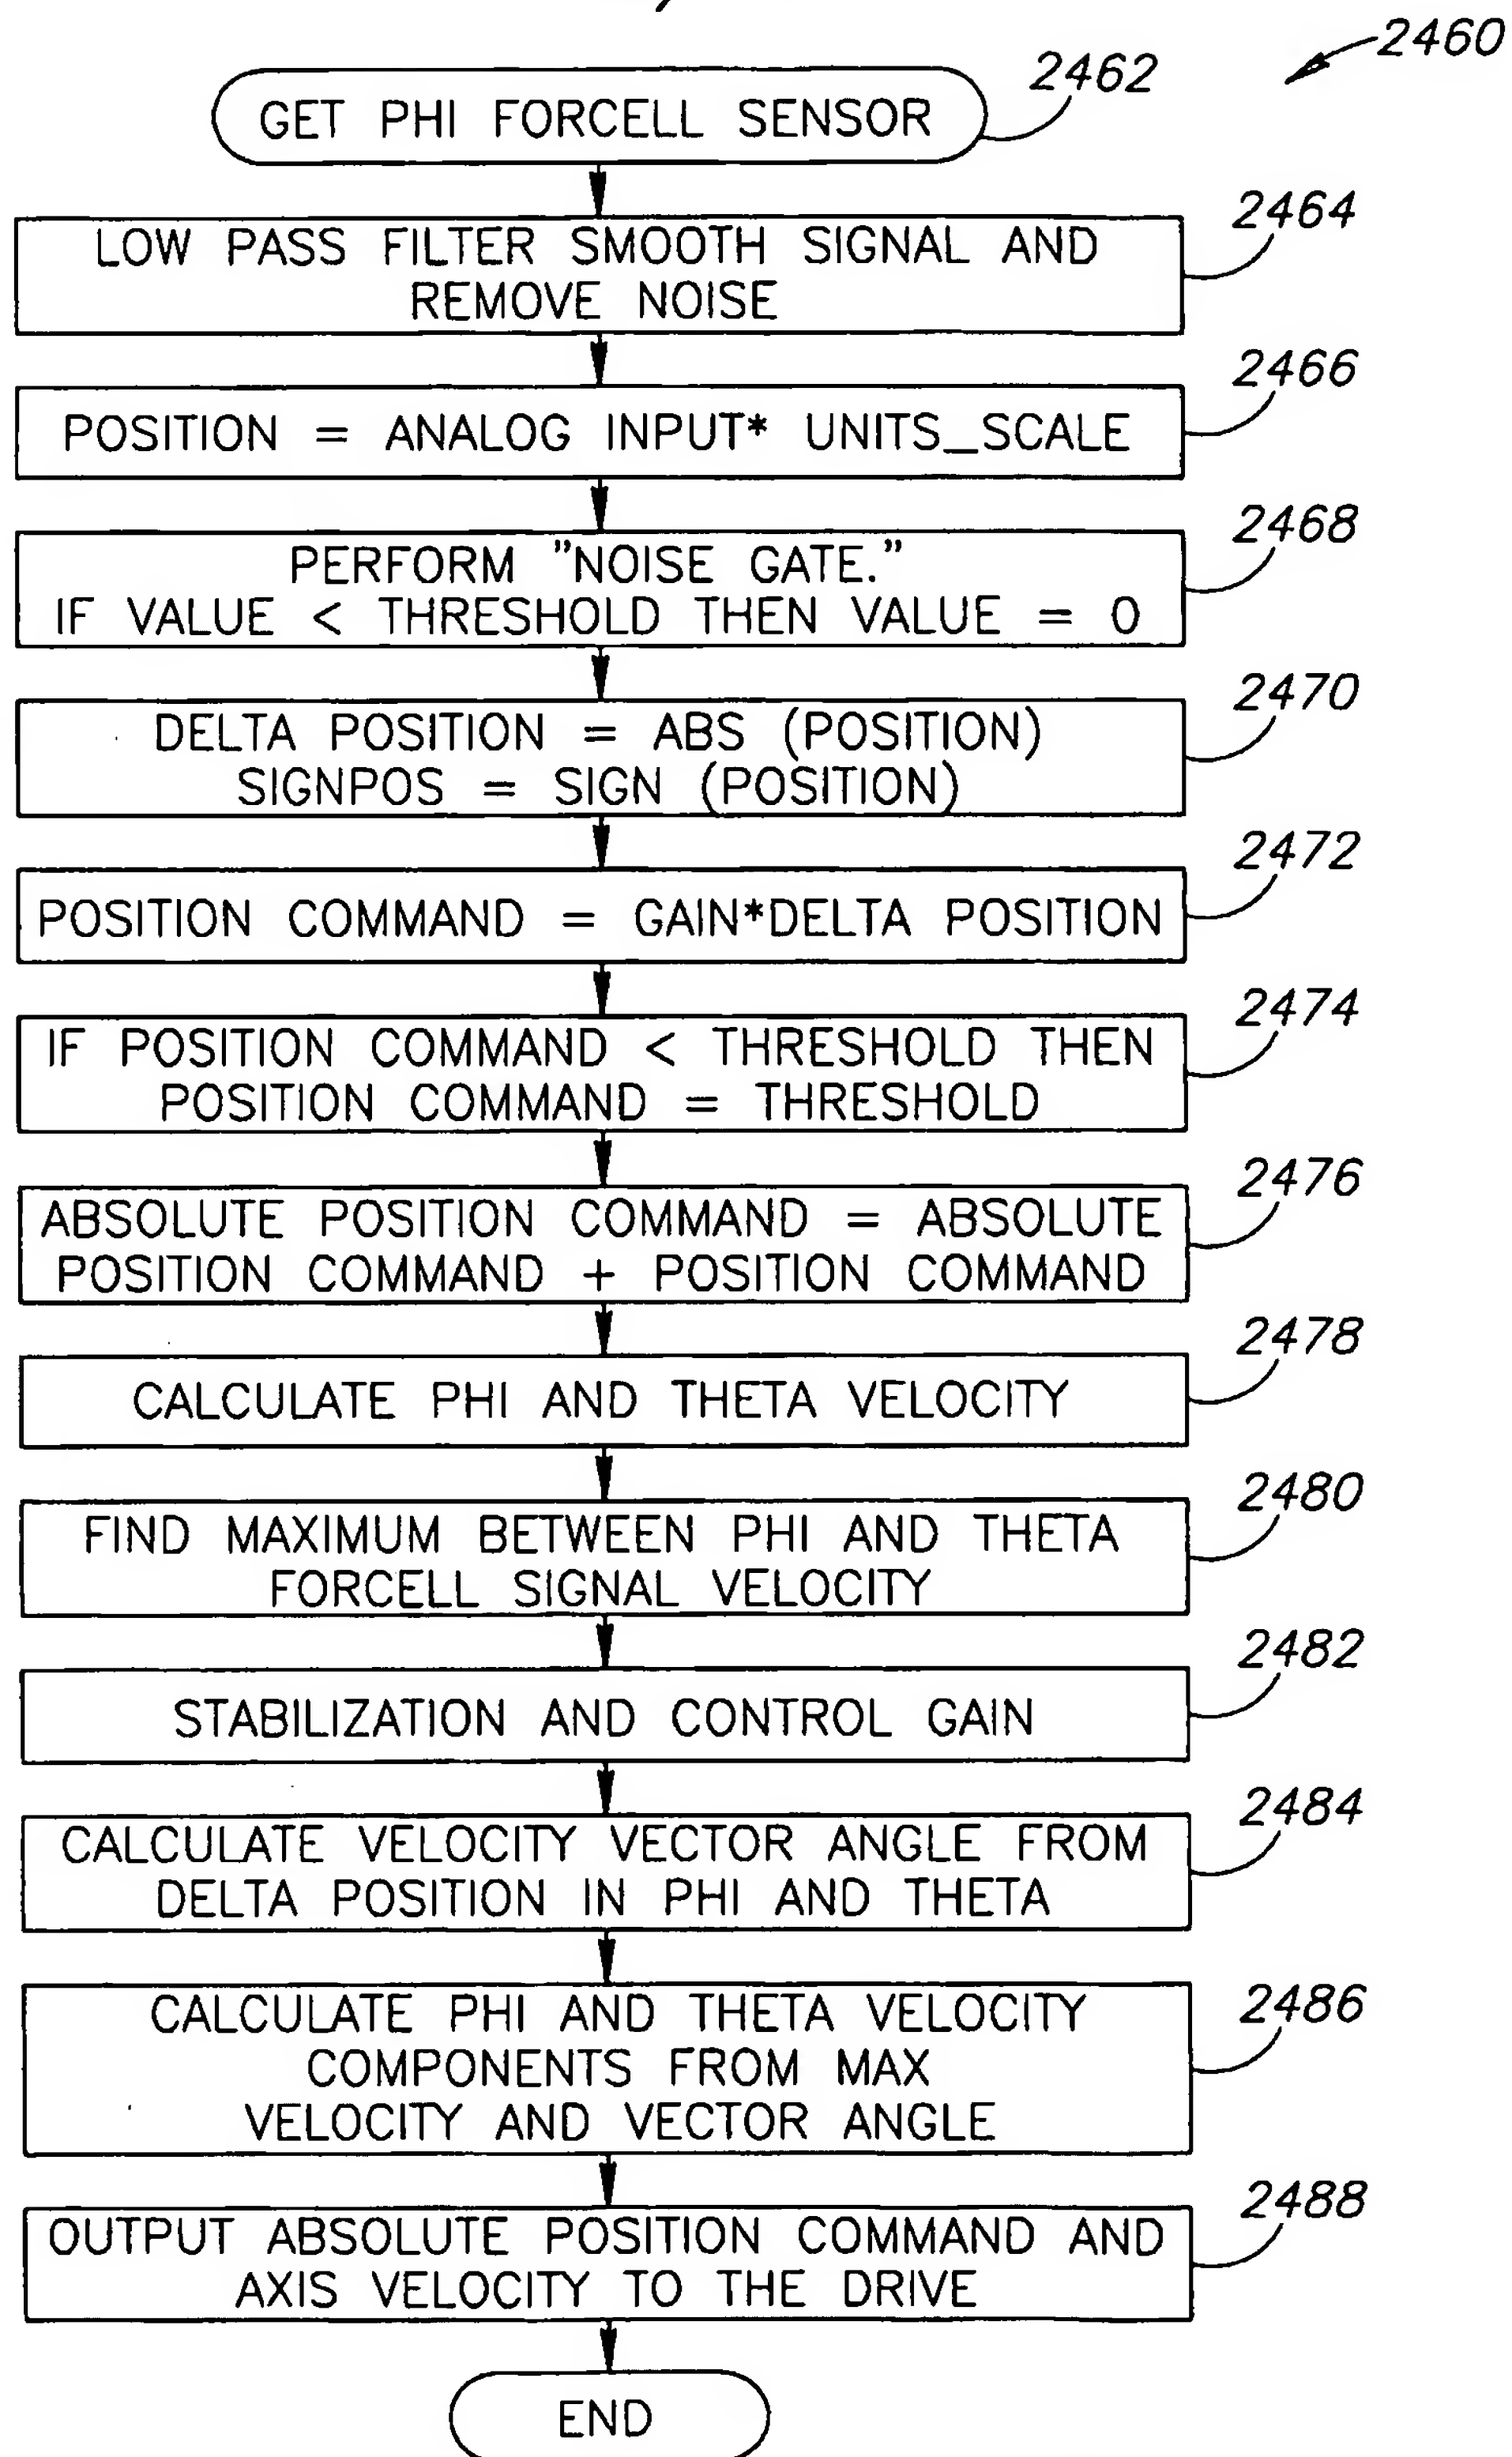 2460
GET PHI FORCELL SENSOR
2462
LOW PASS FILTER SMOOTH SIGNAL AND
REMOVE NOISE
2464
POSITION = ANALOG INPUT* UNITS_SCALE
2466
PERFORM "NOISE GATE."
IF VALUE < THRESHOLD THEN VALUE = 0
2468
DELTA POSITION = ABS (POSITION)
SIGNPOS = SIGN (POSITION)
2470
POSITION COMMAND = GAIN*DELTA POSITION
2472
IF POSITION COMMAND < THRESHOLD THEN
POSITION COMMAND = THRESHOLD
2474
ABSOLUTE POSITION COMMAND = ABSOLUTE
POSITION COMMAND + POSITION COMMAND
2476
CALCULATE PHI AND THETA VELOCITY
2478
FIND MAXIMUM BETWEEN PHI AND THETA
FORCELL SIGNAL VELOCITY
2480
STABILIZATION AND CONTROL GAIN
2482
CALCULATE VELOCITY VECTOR ANGLE FROM
DELTA POSITION IN PHI AND THETA
2484
CALCULATE PHI AND THETA VELOCITY
COMPONENTS FROM MAX
VELOCITY AND VECTOR ANGLE
2486
OUTPUT ABSOLUTE POSITION COMMAND AND
AXIS VELOCITY TO THE DRIVE
2488
END